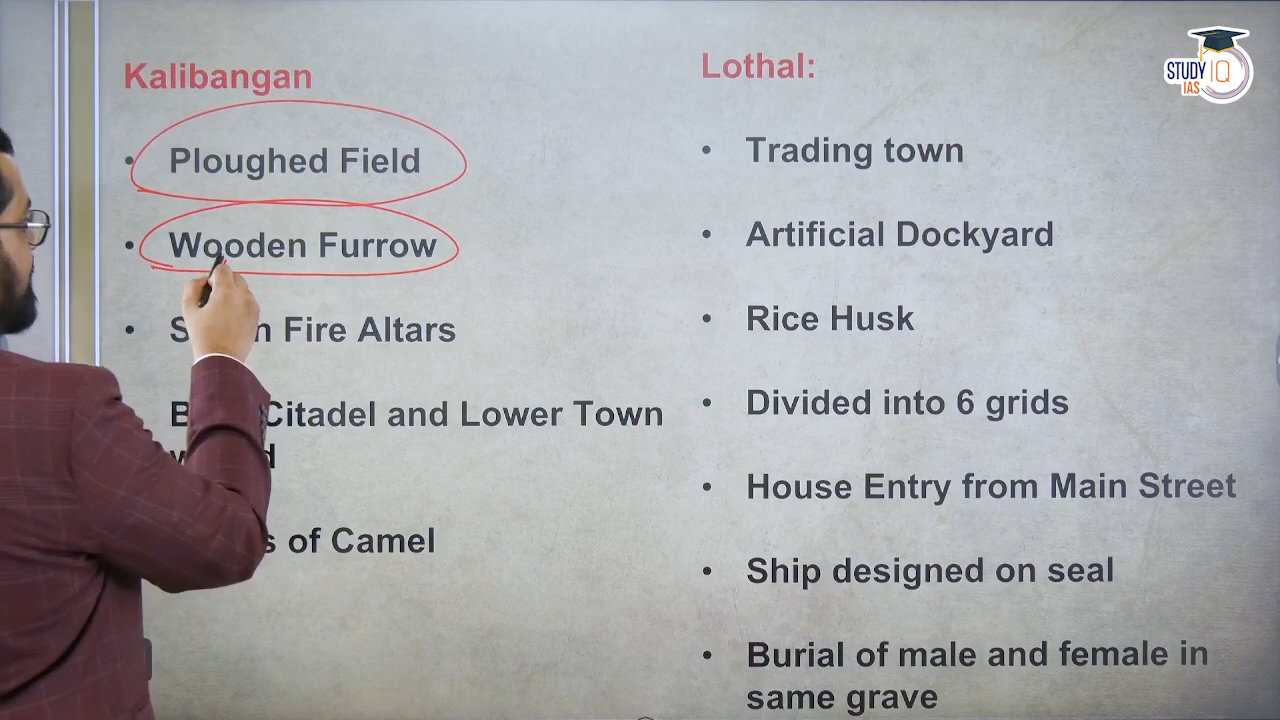 Kalibangan
• Ploughed Field
• Wooden Furrow
• Fire Altars
Citadel and Lower Town
of Camel
Lothal:
• Trading town
• Artificial Dockyard
• Rice Husk
• Divided into 6 grids
• House Entry from Main Street
• Ship designed on seal
• Burial of male and female in
same grave
STUDY IQ
IAS